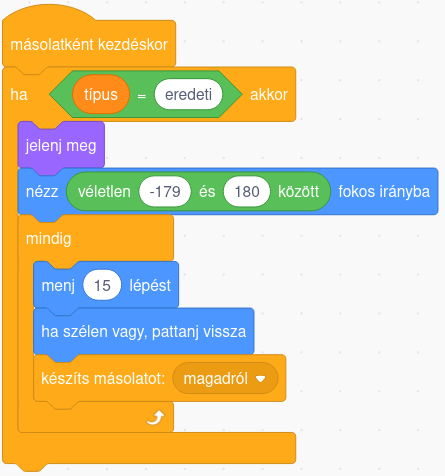 másolatként kezdéskor
ha típus = eredeti akkor
jelenj meg
nézz véletlen -179 és 180 között fokos irányba
mindig
menj 15 lépést
ha szélen vagy, pattanj vissza
készíts másolatot: magadról